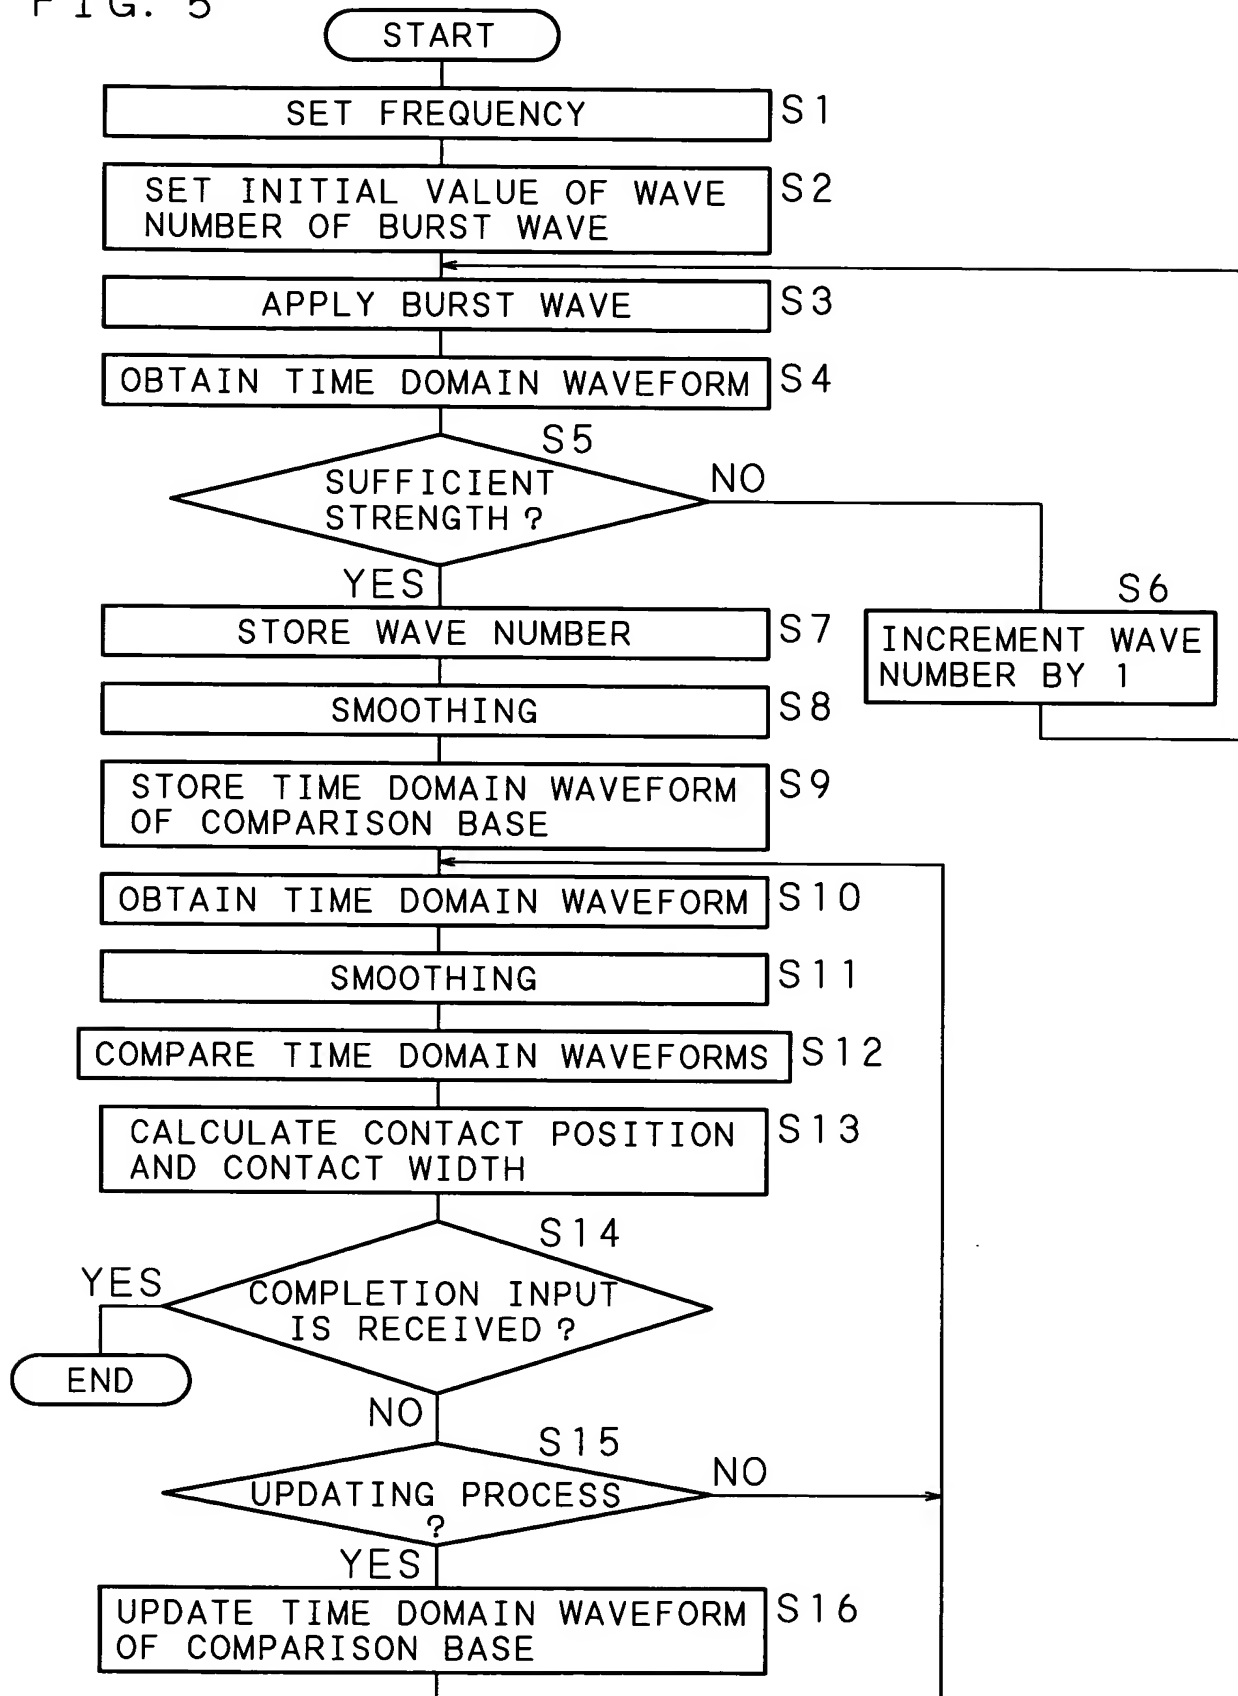 FIG. 5
START
SET FREQUENCY S1
SET INITIAL VALUE OF WAVE S2
NUMBER OF BURST WAVE
APPLY BURST WAVE S3
OBTAIN TIME DOMAIN WAVEFORM S4
S5
SUFFICIENT
STRENGTH ?
NO
YES
S6
INCREMENT WAVE
NUMBER BY 1
STORE WAVE NUMBER S7
SMOOTHING S8
STORE TIME DOMAIN WAVEFORM S9
OF COMPARISON BASE
OBTAIN TIME DOMAIN WAVEFORM S10
SMOOTHING S11
COMPARE TIME DOMAIN WAVEFORMS S12
CALCULATE CONTACT POSITION S13
AND CONTACT WIDTH
S14
YES
COMPLETION INPUT
IS RECEIVED ?
END
NO
S15
UPDATING PROCESS
?
NO
YES
UPDATE TIME DOMAIN WAVEFORM S16
OF COMPARISON BASE